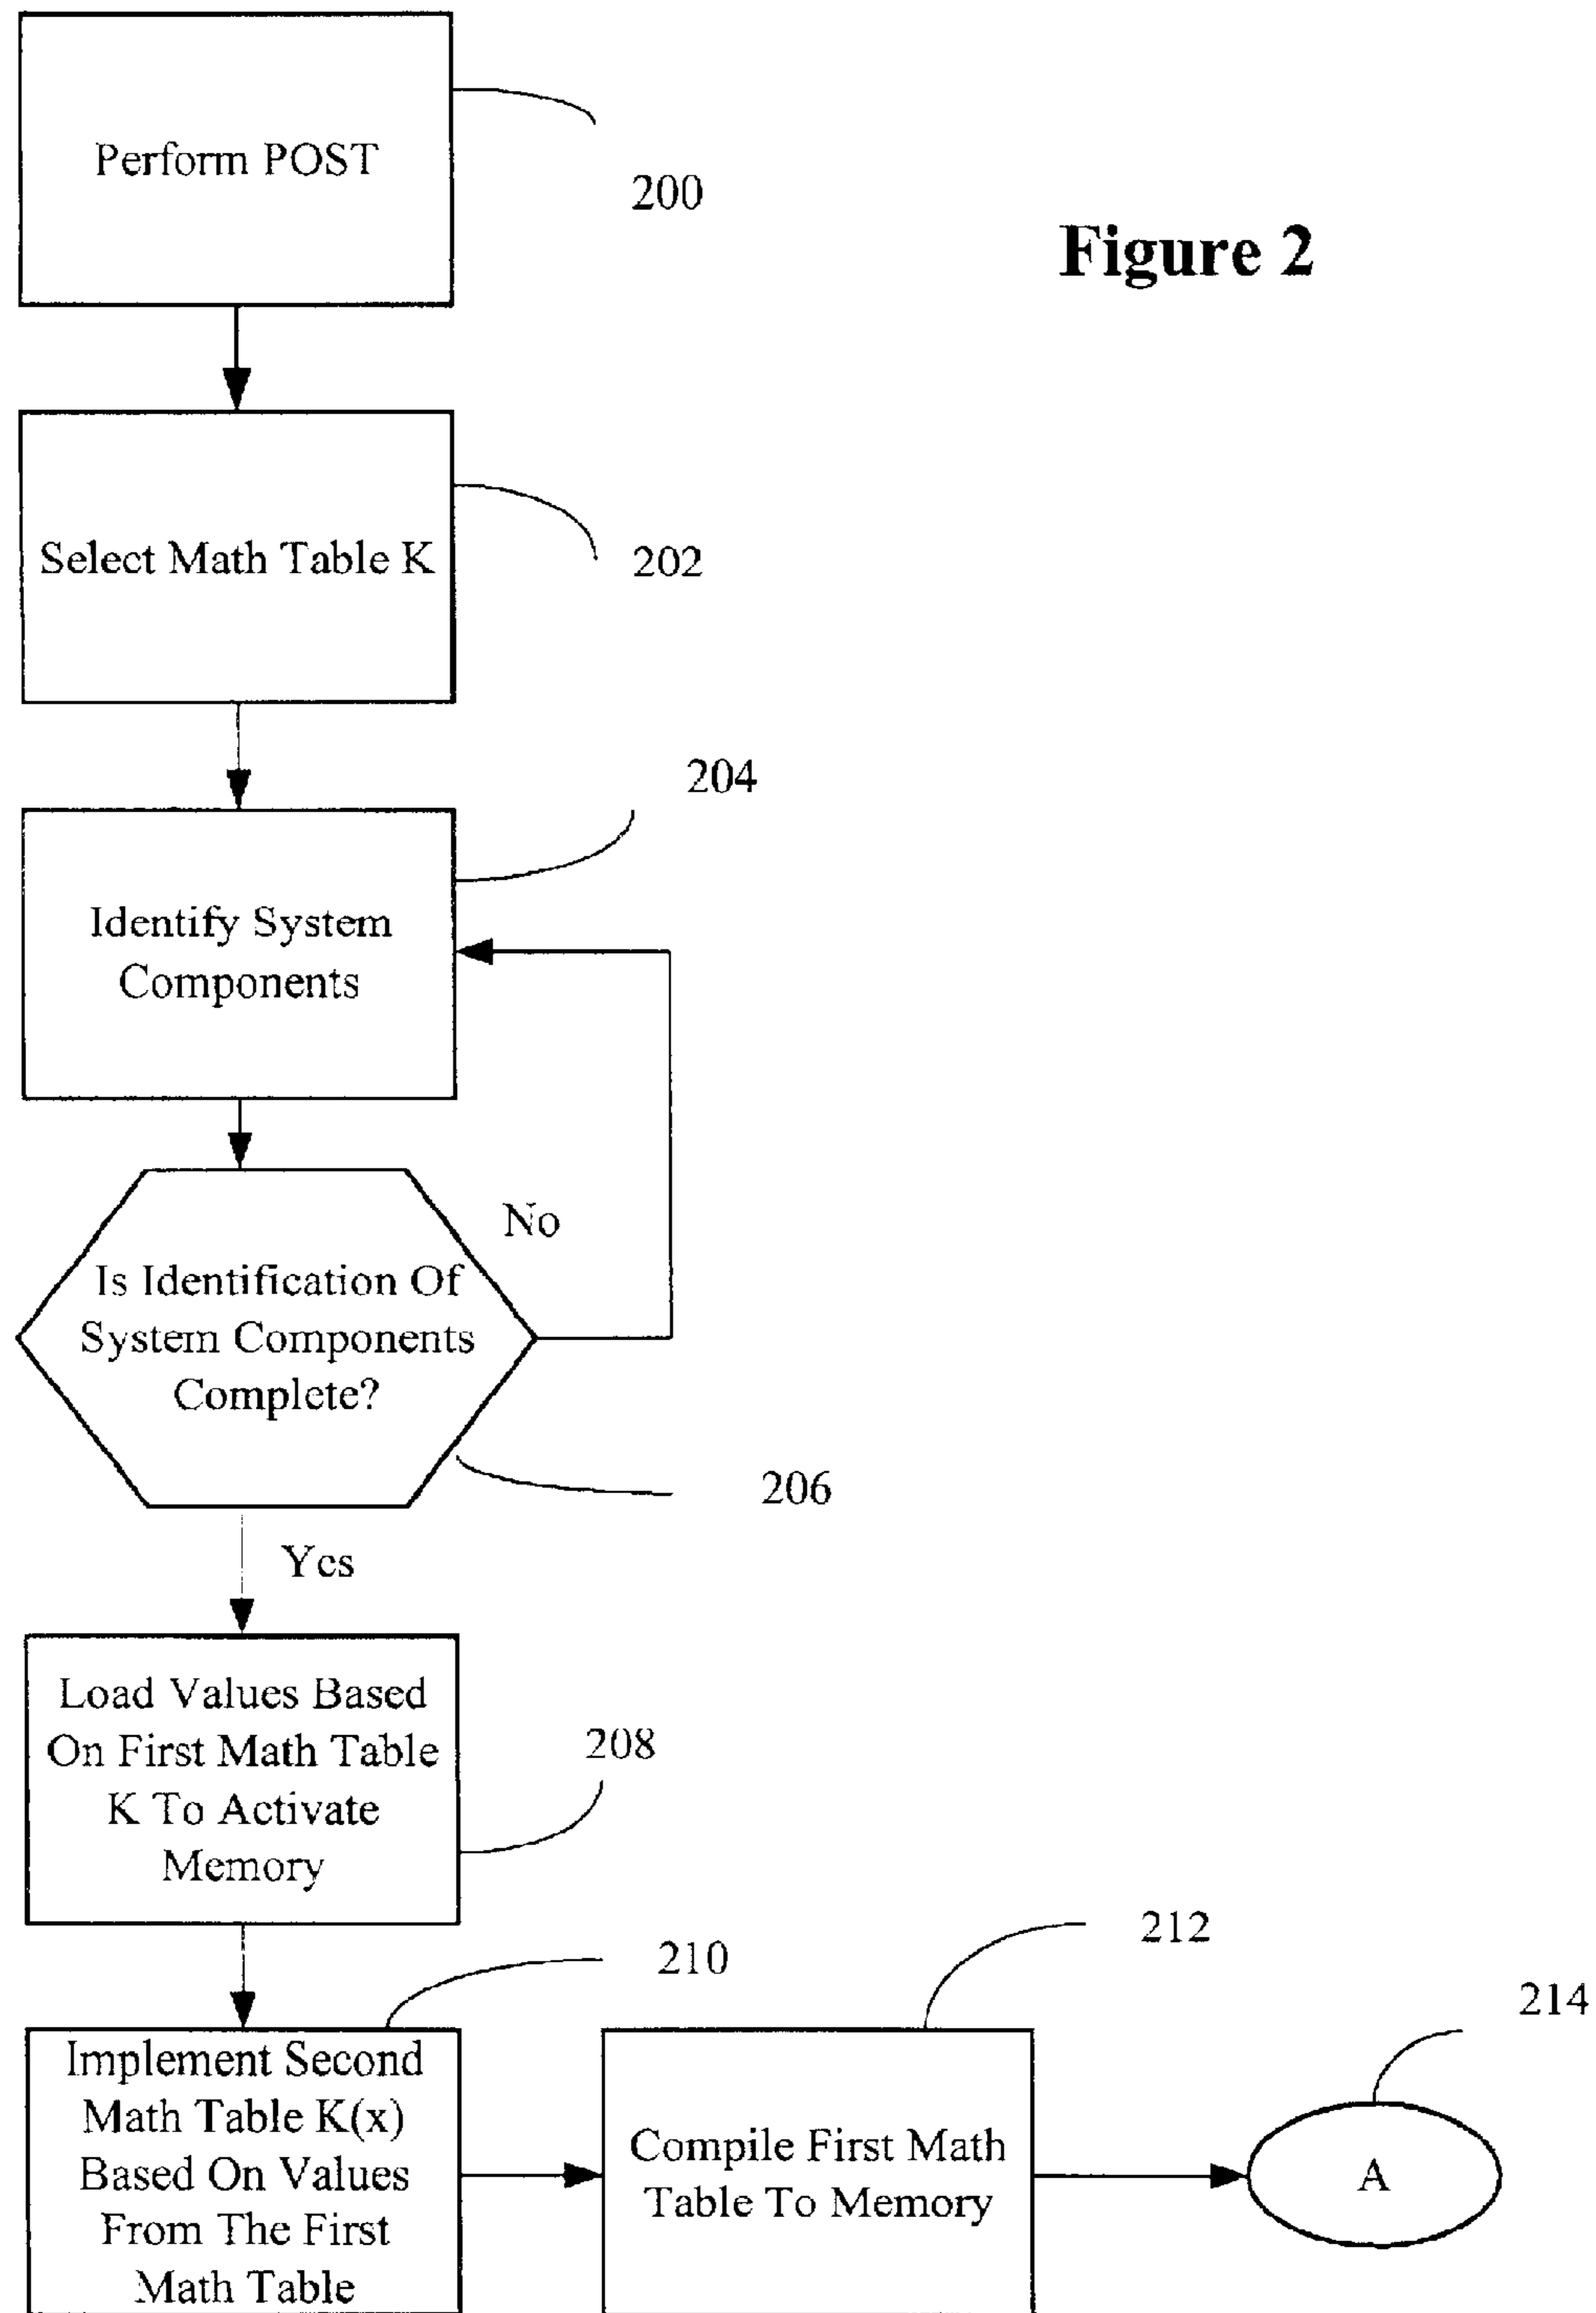 Perform POST
200
Figure 2
Select Math Table K
202
204
Identify System
Components
No
Is Identification Of
System Components
Complete?
206
Yes
Load Values Based
On First Math Table
K To Activate
Memory
208
210
212
214
Implement Second
Math Table K(x)
Based On Values
From The First
Math Table
Compile First Math
Table To Memory
A